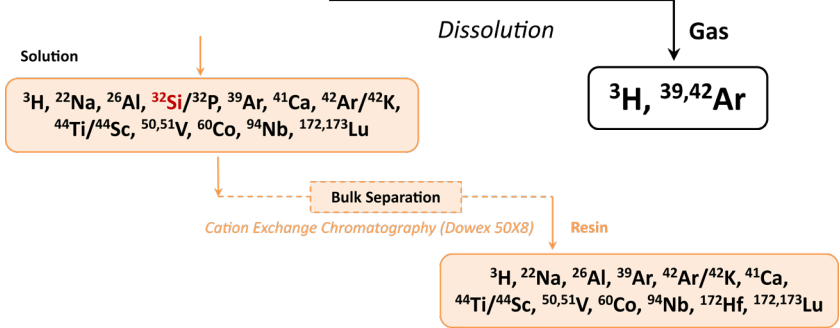 Dissolution
Gas
Solution
³H, ³⁹,⁴²Ar
³H, ²²Na, ²⁶Al, ³²Si/³²P, ³⁹Ar, ⁴¹Ca, ⁴²Ar/⁴²K,
⁴⁴Ti/⁴⁴Sc, ⁵⁰,⁵¹V, ⁶⁰Co, ⁹⁴Nb, ¹⁷²,¹⁷³Lu
Bulk Separation
Cation Exchange Chromatography (Dowex 50X8)
Resin
³H, ²²Na, ²⁶Al, ³⁹Ar, ⁴²Ar/⁴²K, ⁴¹Ca,
⁴⁴Ti/⁴⁴Sc, ⁵⁰,⁵¹V, ⁶⁰Co, ⁹⁴Nb, ¹⁷²Hf, ¹⁷²,¹⁷³Lu